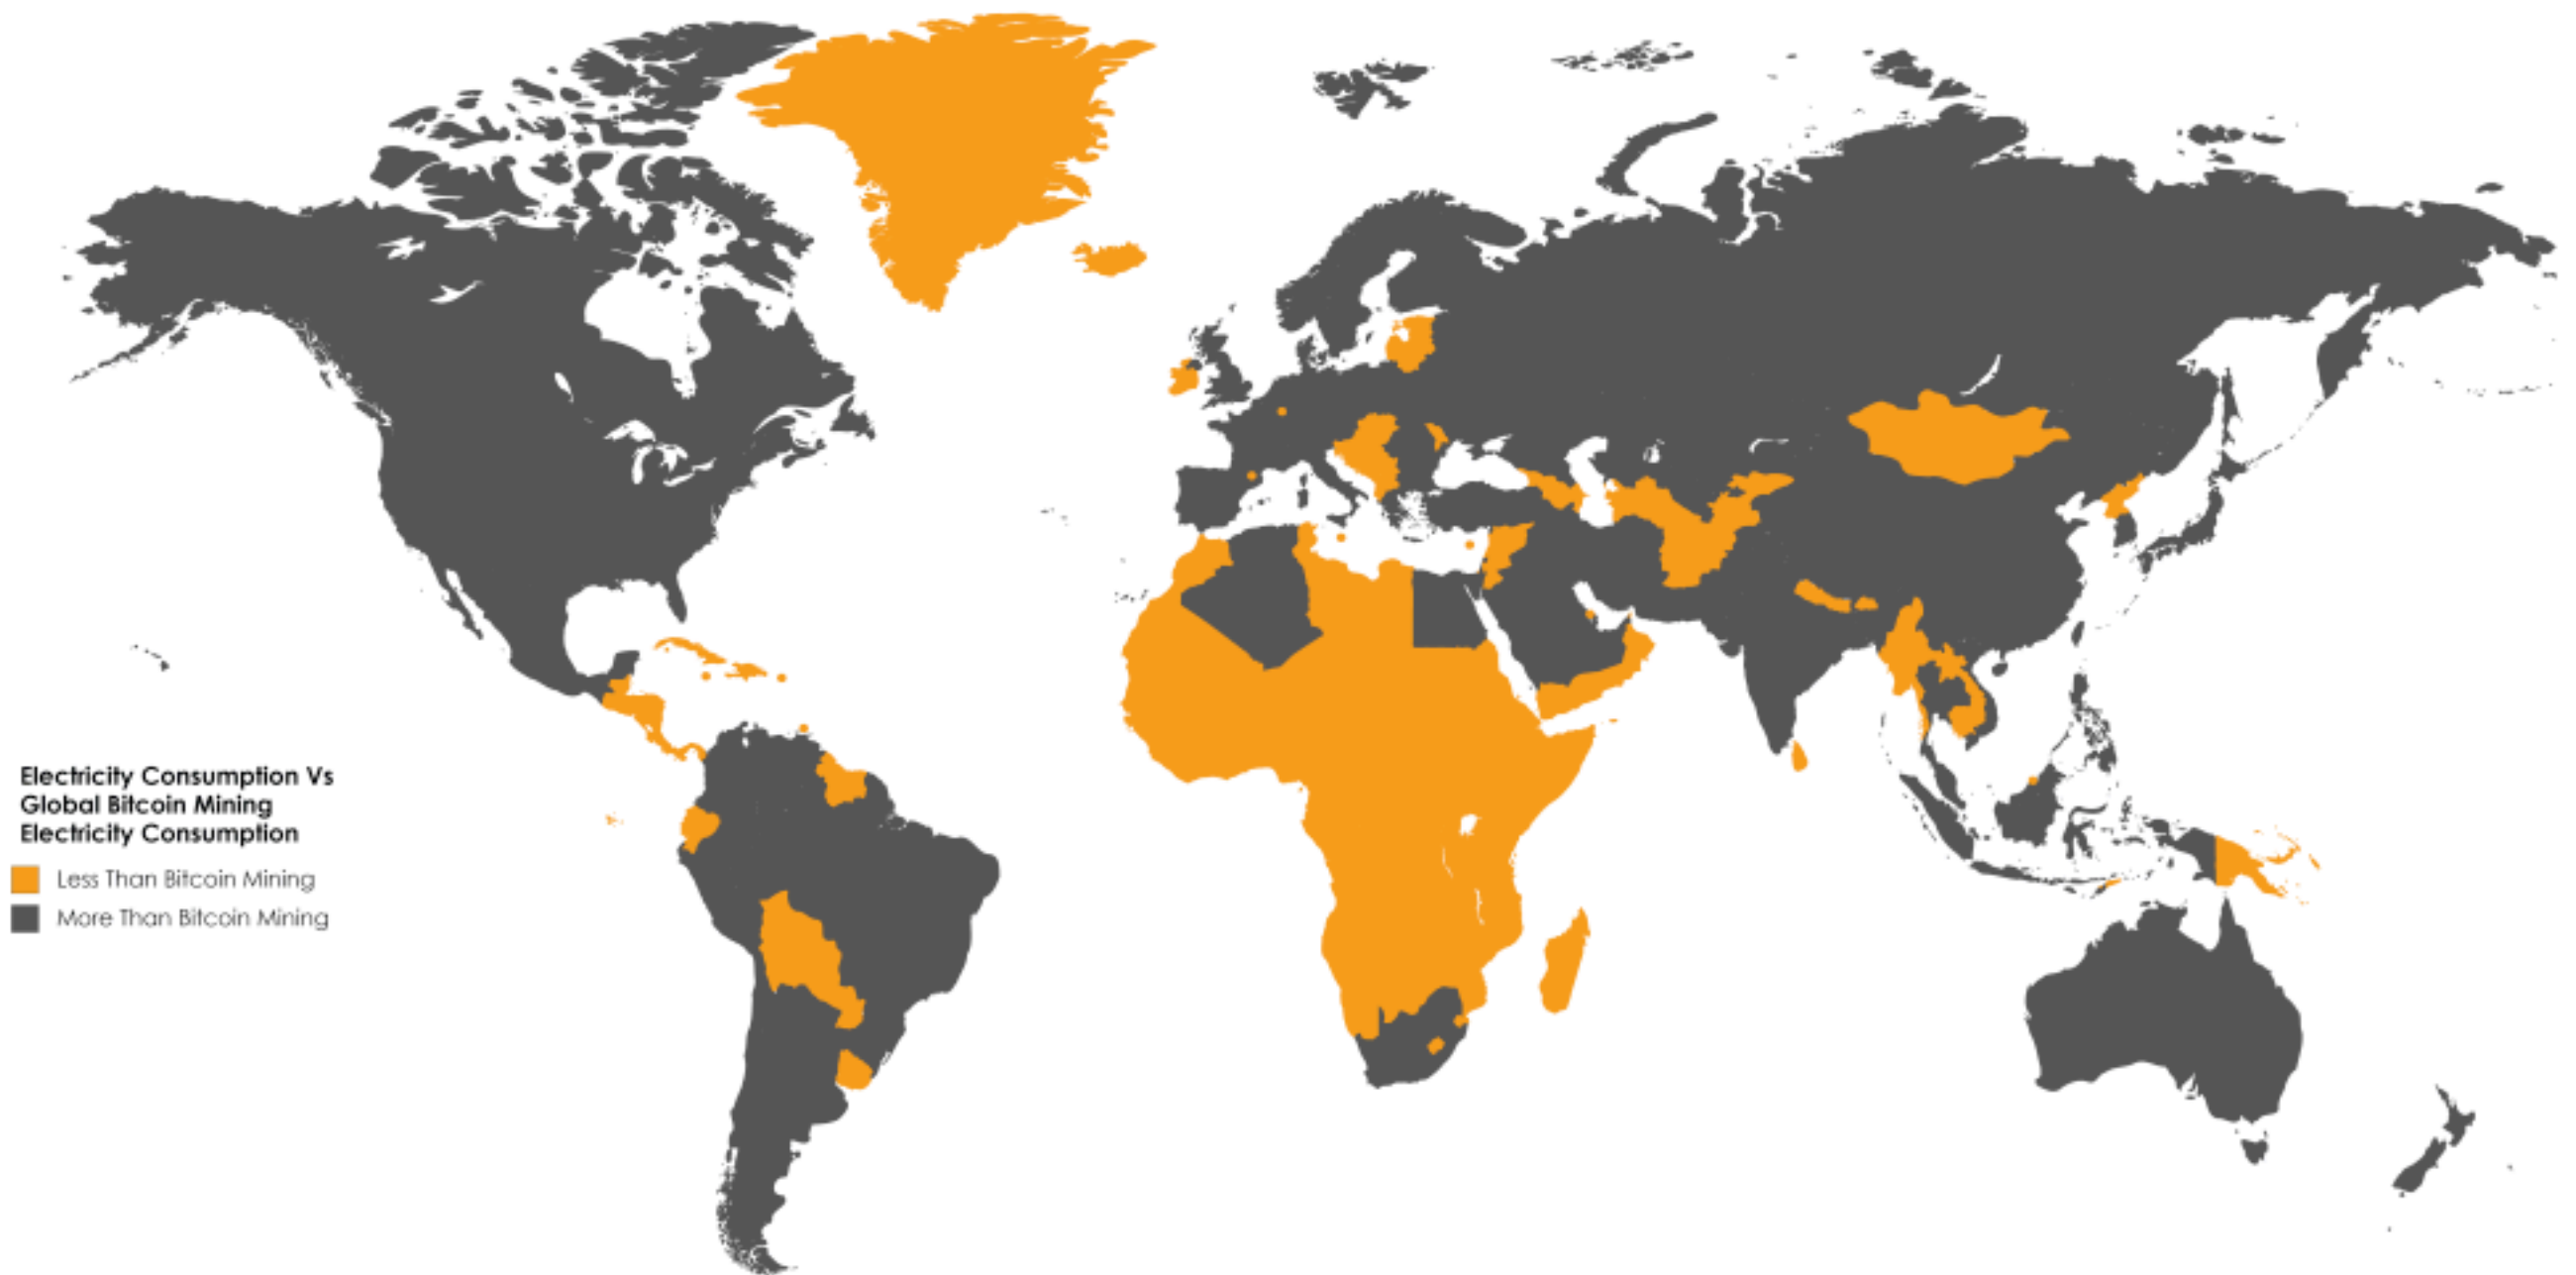 Electricity Consumption Vs
Global Bitcoin Mining
Electricity Consumption
Less Than Bitcoin Mining
More Than Bitcoin Mining